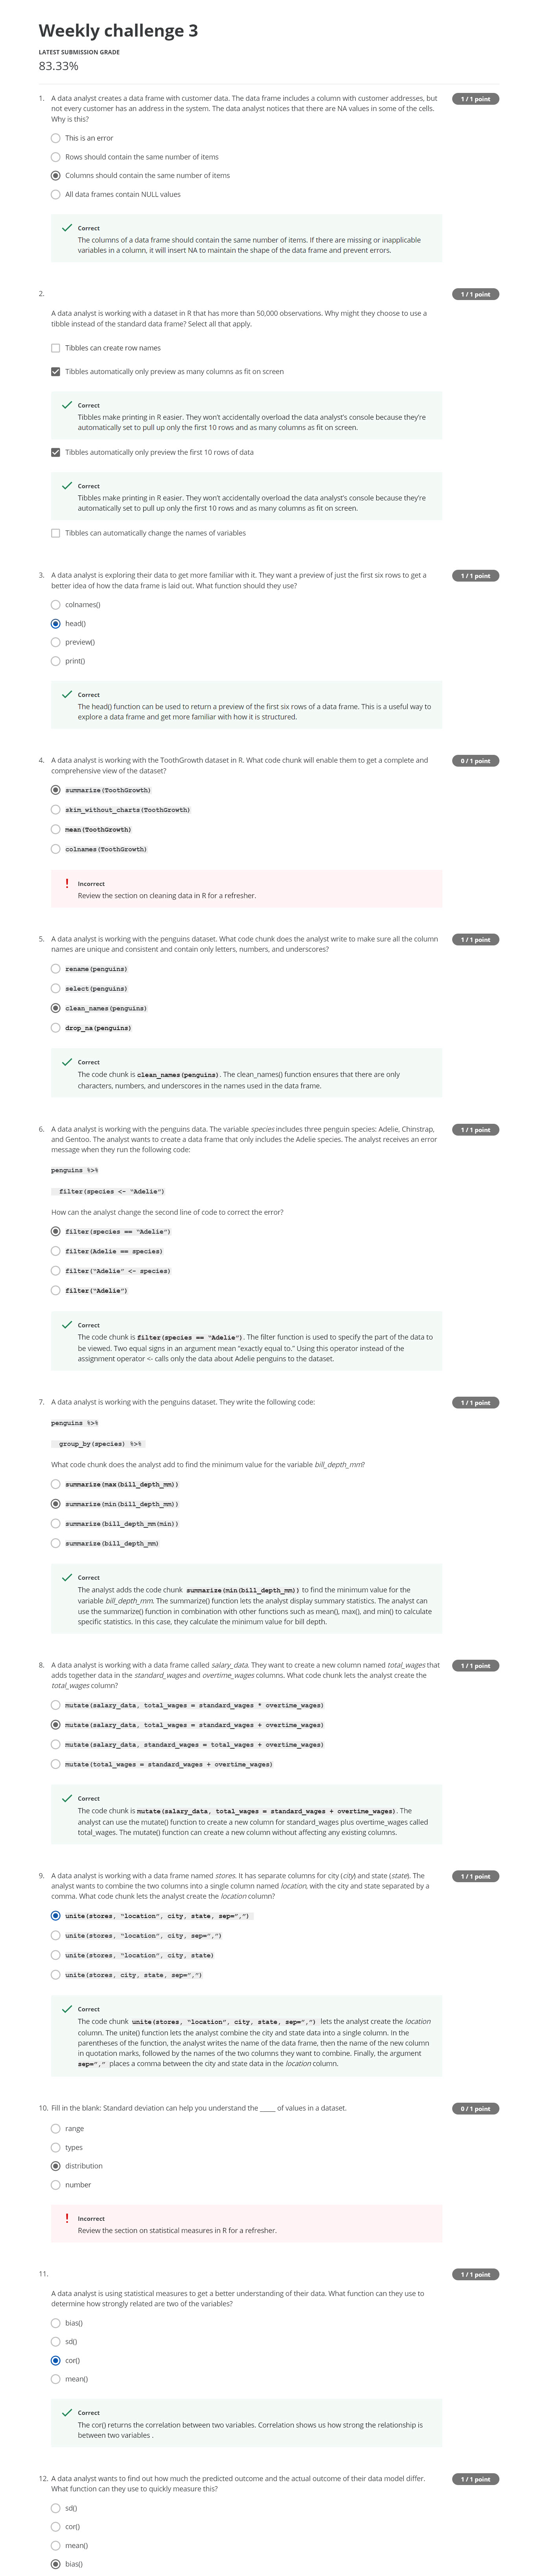 Weekly challenge 3
LATEST SUBMISSION GRADE
83.33%
1. A data analyst creates a data frame with customer data. The data frame includes a column with customer addresses, but
1 / 1 point
not every customer has an address in the system. The data analyst notices that there are NA values in some of the cells.
Why is this?
This is an error
Rows should contain the same number of items
Columns should contain the same number of items
All data frames contain NULL values
Correct
The columns of a data frame should contain the same number of items. If there are missing or inapplicable
variables in a column, it will insert NA to maintain the shape of the data frame and prevent errors.
2.
1 / 1 point
A data analyst is working with a dataset in R that has more than 50,000 observations. Why might they choose to use a
tibble instead of the standard data frame? Select all that apply.
Tibbles can create row names
Tibbles automatically only preview as many columns as fit on screen
Correct
Tibbles make printing in R easier. They won't accidentally overload the data analyst's console because they're
automatically set to pull up only the first 10 rows and as many columns as fit on screen.
Tibbles automatically only preview the first 10 rows of data
Correct
Tibbles make printing in R easier. They won't accidentally overload the data analyst's console because they're
automatically set to pull up only the first 10 rows and as many columns as fit on screen.
Tibbles can automatically change the names of variables
3. A data analyst is exploring their data to get more familiar with it. They want a preview of just the first six rows to get a
1 / 1 point
better idea of how the data frame is laid out. What function should they use?
colnames()
head()
preview()
print()
Correct
The head() function can be used to return a preview of the first six rows of a data frame. This is a useful way to
explore a data frame and get more familiar with how it is structured.
4. A data analyst is working with the ToothGrowth dataset in R. What code chunk will enable them to get a complete and
0 / 1 point
comprehensive view of the dataset?
summarize(ToothGrowth)
skim_without_charts(ToothGrowth)
mean(ToothGrowth)
colnames(ToothGrowth)
Incorrect
Review the section on cleaning data in R for a refresher.
5. A data analyst is working with the penguins dataset. What code chunk does the analyst write to make sure all the column
1 / 1 point
names are unique and consistent and contain only letters, numbers, and underscores?
rename(penguins)
select(penguins)
clean_names(penguins)
drop_na(penguins)
Correct
The code chunk is clean_names(penguins). The clean_names() function ensures that there are only
characters, numbers, and underscores in the names used in the data frame.
6. A data analyst is working with the penguins data. The variable species includes three penguin species: Adelie, Chinstrap,
1 / 1 point
and Gentoo. The analyst wants to create a data frame that only includes the Adelie species. The analyst receives an error
message when they run the following code:
penguins %>%
filter(species <- "Adelie")
How can the analyst change the second line of code to correct the error?
filter(species == "Adelie")
filter(Adelie == species)
filter("Adelie" <- species)
filter("Adelie")
Correct
The code chunk is filter(species == "Adelie"). The filter function is used to specify the part of the data to
be viewed. Two equal signs in an argument mean "exactly equal to." Using this operator instead of the
assignment operator <- calls only the data about Adelie penguins to the dataset.
7. A data analyst is working with the penguins dataset. They write the following code:
1 / 1 point
penguins %>%
group_by(species) %>%
What code chunk does the analyst add to find the minimum value for the variable bill_depth_mm?
summarize(max(bill_depth_mm))
summarize(min(bill_depth_mm))
summarize(bill_depth_mm(min))
summarize(bill_depth_mm)
Correct
The analyst adds the code chunk summarize(min(bill_depth_mm)) to find the minimum value for the
variable bill_depth_mm. The summarize() function lets the analyst display summary statistics. The analyst can
use the summarize() function in combination with other functions such as mean(), max(), and min() to calculate
specific statistics. In this case, they calculate the minimum value for bill depth.
8. A data analyst is working with a data frame called salary_data. They want to create a new column named total_wages that
1 / 1 point
adds together data in the standard_wages and overtime_wages columns. What code chunk lets the analyst create the
total_wages column?
mutate(salary_data, total_wages = standard_wages * overtime_wages)
mutate(salary_data, total_wages = standard_wages + overtime_wages)
mutate(salary_data, standard_wages = total_wages + overtime_wages)
mutate(total_wages = standard_wages + overtime_wages)
Correct
The code chunk is mutate(salary_data, total_wages = standard_wages + overtime_wages). The
analyst can use the mutate() function to create a new column for standard_wages plus overtime_wages called
total_wages. The mutate() function can create a new column without affecting any existing columns.
9. A data analyst is working with a data frame named stores. It has separate columns for city (city) and state (state). The
1 / 1 point
analyst wants to combine the two columns into a single column named location, with the city and state separated by a
comma. What code chunk lets the analyst create the location column?
unite(stores, "location", city, state, sep=",")
unite(stores, "location", city, sep=",")
unite(stores, "location", city, state)
unite(stores, city, state, sep=",")
Correct
The code chunk unite(stores, "location", city, state, sep=",") lets the analyst create the location
column. The unite() function lets the analyst combine the city and state data into a single column. In the
parentheses of the function, the analyst writes the name of the data frame, then the name of the new column
in quotation marks, followed by the names of the two columns they want to combine. Finally, the argument
sep="," places a comma between the city and state data in the location column.
10. Fill in the blank: Standard deviation can help you understand the _____ of values in a dataset.
0 / 1 point
range
types
distribution
number
Incorrect
Review the section on statistical measures in R for a refresher.
11.
1 / 1 point
A data analyst is using statistical measures to get a better understanding of their data. What function can they use to
determine how strongly related are two of the variables?
bias()
sd()
cor()
mean()
Correct
The cor() returns the correlation between two variables. Correlation shows us how strong the relationship is
between two variables .
12. A data analyst wants to find out how much the predicted outcome and the actual outcome of their data model differ.
1 / 1 point
What function can they use to quickly measure this?
sd()
cor()
mean()
bias()